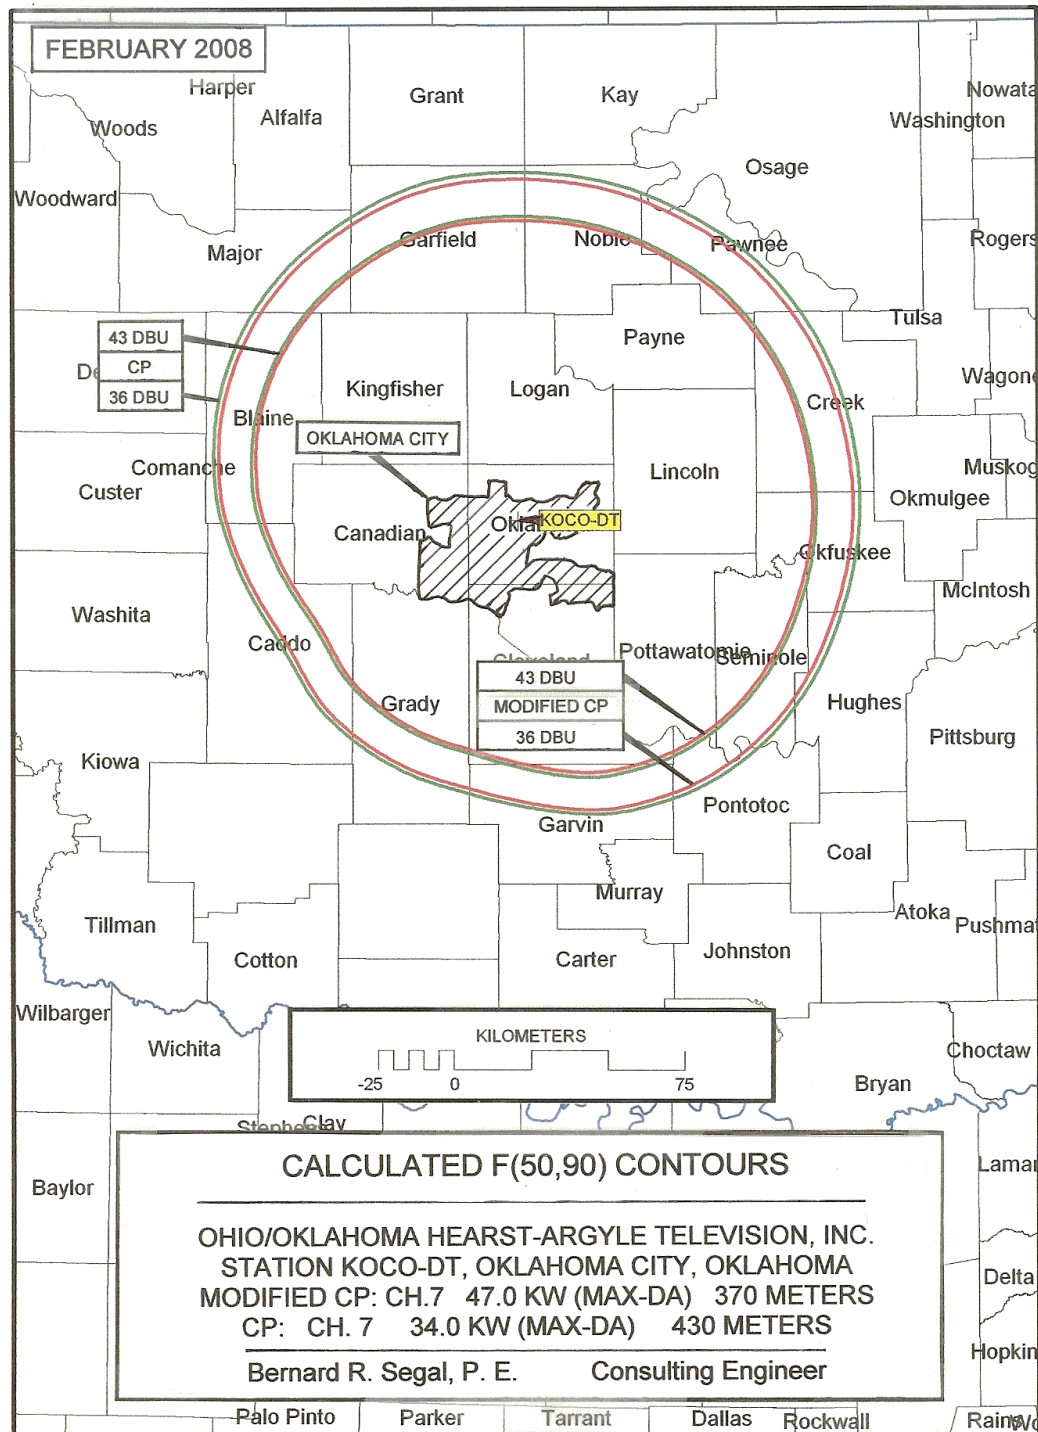 FEBRUARY 2008
Harper
Grant
Kay
Nowata
Woods
Alfalfa
Washington
Osage
Woodward
Major
Garfield
Noble
Pawnee
Rogers
Tulsa
43 DBU
CP
36 DBU
Payne
Kingfisher
Logan
Wagone
Blaine
Creek
OKLAHOMA CITY
Comanche
Lincoln
Muskog
Custer
Okmulgee
Canadian
KOCO-DT
Okfuskee
Washita
McIntosh
Caddo
Cleveland
Pottawatomie
Seminole
43 DBU
MODIFIED CP
36 DBU
Grady
Hughes
Kiowa
Pittsburg
Pontotoc
Garvin
Coal
Murray
Tillman
Atoka
Pushmat
Cotton
Carter
Johnston
Wilbarger
KILOMETERS
-25 0 75
Wichita
Choctaw
Bryan
Stephens
Clay
CALCULATED F(50,90) CONTOURS
Baylor
Lamar
OHIO/OKLAHOMA HEARST-ARGYLE TELEVISION, INC.
STATION KOCO-DT, OKLAHOMA CITY, OKLAHOMA
Delta
MODIFIED CP: CH.7 47.0 KW (MAX-DA) 370 METERS
CP: CH. 7 34.0 KW (MAX-DA) 430 METERS
Hopkin
Bernard R. Segal, P. E. Consulting Engineer
Palo Pinto
Parker
Tarrant
Dallas
Rockwall
Rains